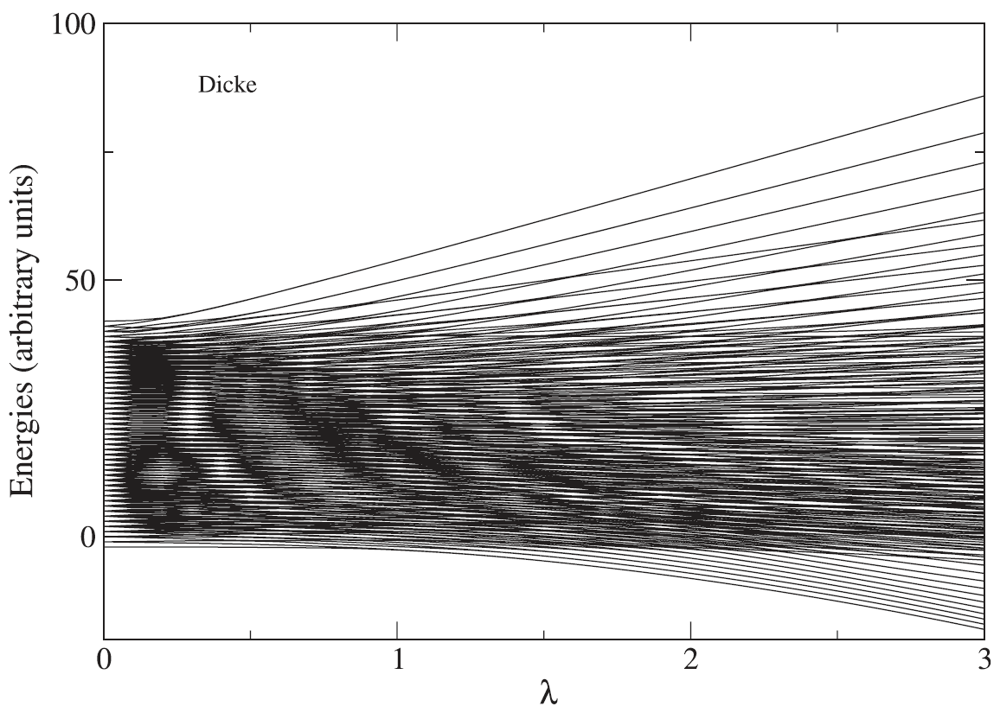 100
Dicke
Energies (arbitrary units)
50
0
0 1 2 3
λ